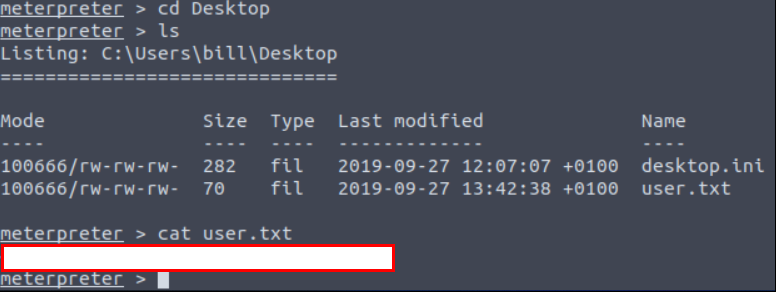 meterpreter > cd Desktop
meterpreter > ls
Listing: C:\Users\bill\Desktop
==============================
Mode Size Type Last modified Name
---- ---- ---- ------------- ----
100666/rw-rw-rw- 282 fil 2019-09-27 12:07:07 +0100 desktop.ini
100666/rw-rw-rw- 70 fil 2019-09-27 13:42:38 +0100 user.txt
meterpreter > cat user.txt
meterpreter >